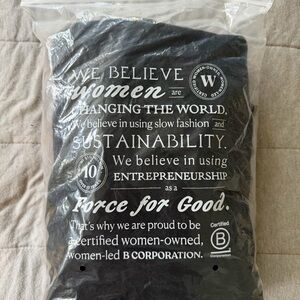 WE BELIEVE
women are
CHANGING THE WORLD.
We believe in using slow fashion and
SUSTAINABILITY.
We believe in using
ENTREPRENEURSHIP
as a
Force for Good.
That's why we are proud to be
a certified women-owned,
women-led B CORPORATION.
W
10
Certified
B
Corporation